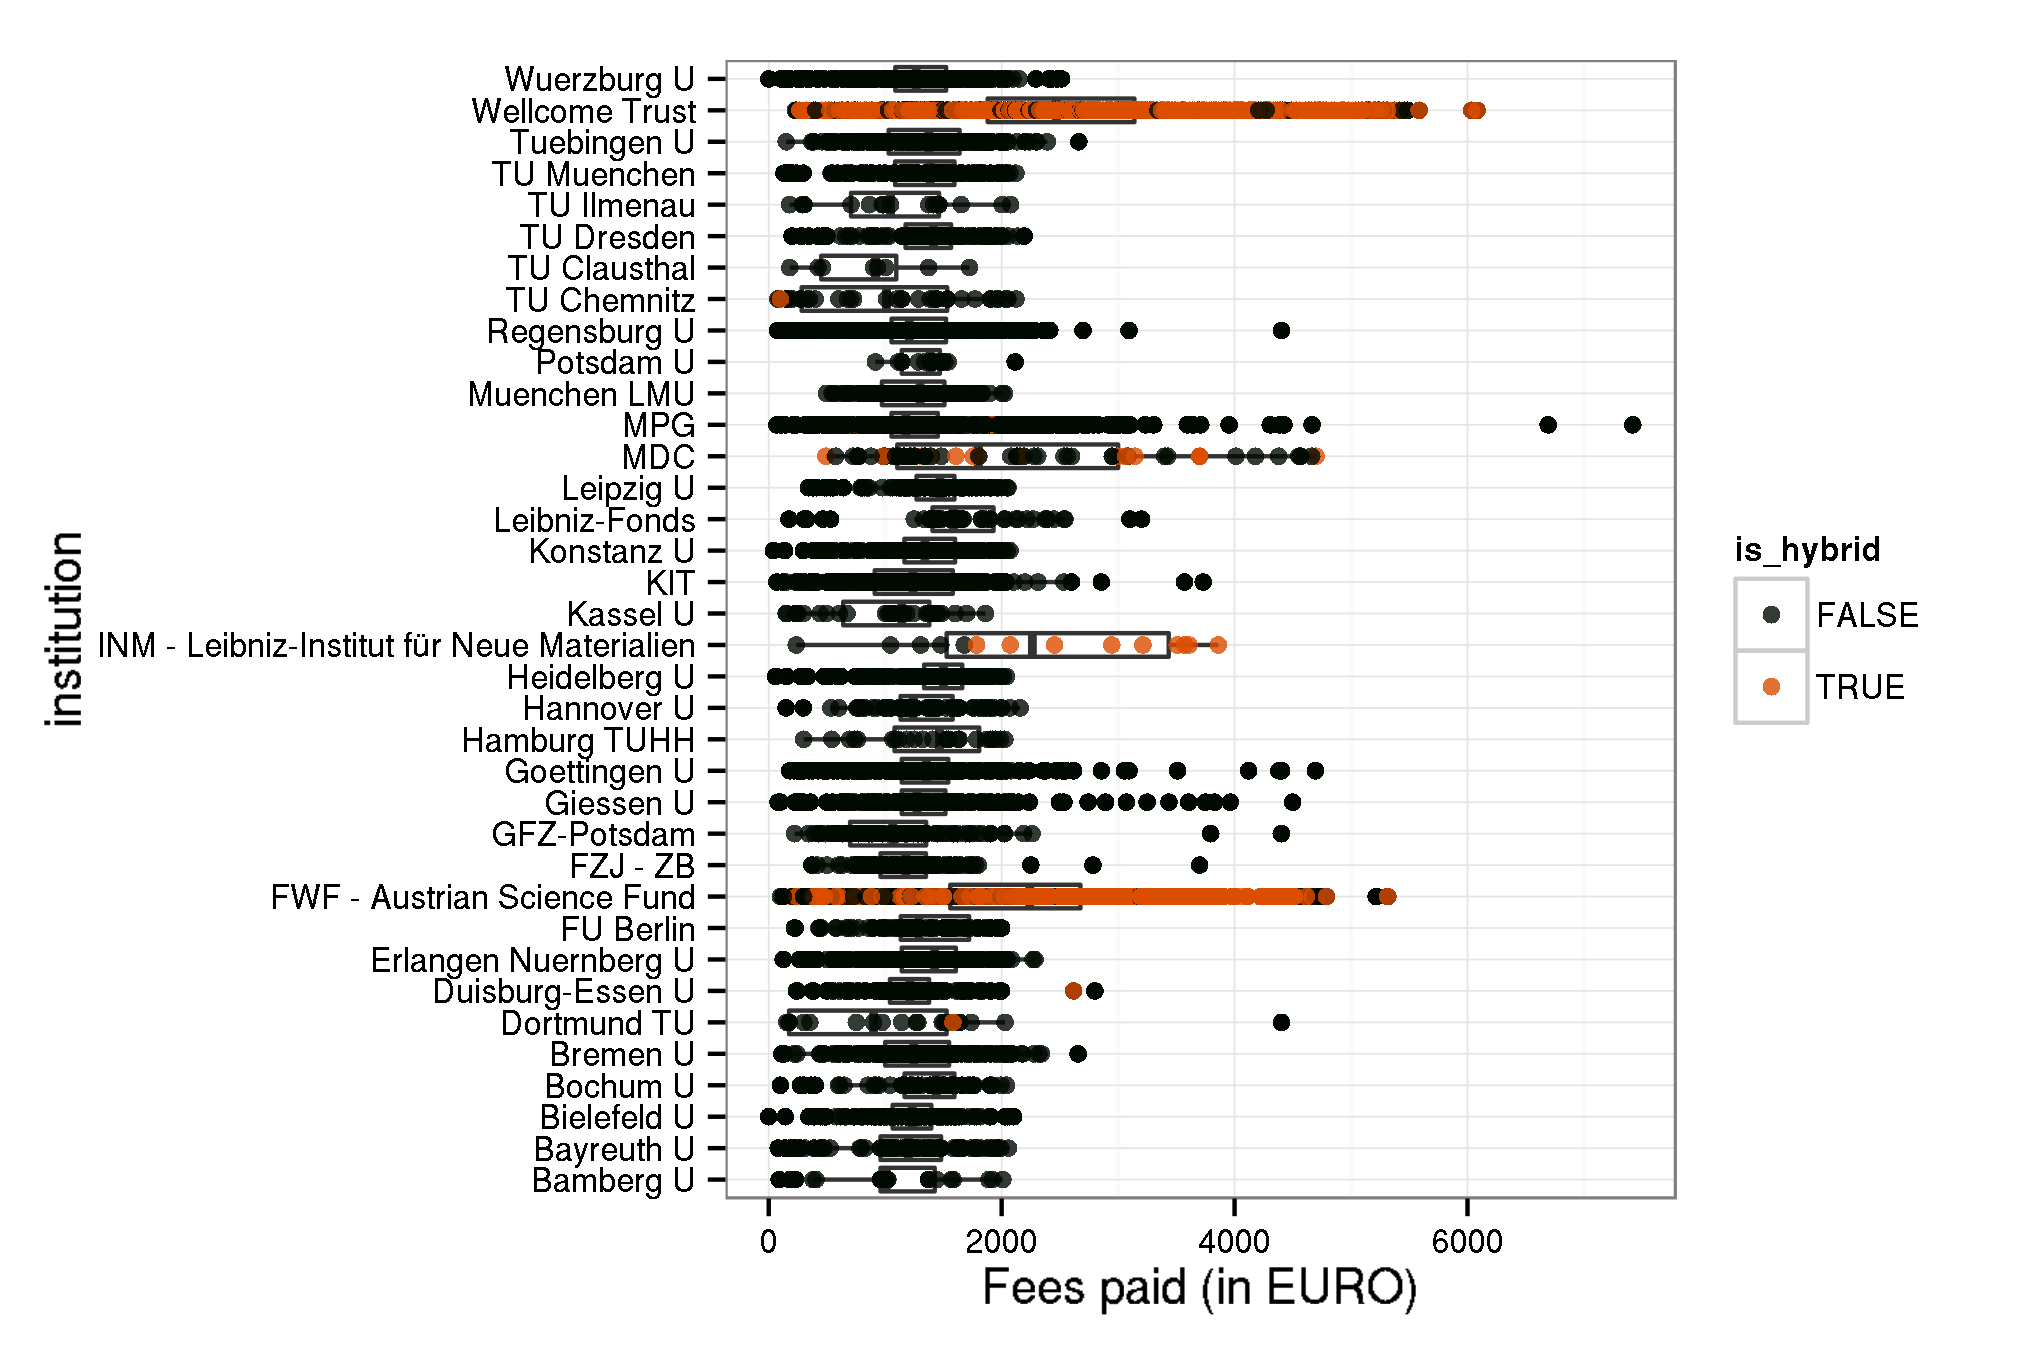 Wuerzburg U
Wellcome Trust
Tuebingen U
TU Muenchen
TU Ilmenau
TU Dresden
TU Clausthal
TU Chemnitz
Regensburg U
Potsdam U
Muenchen LMU
MPG
MDC
Leipzig U
Leibniz-Fonds
Konstanz U
KIT
Kassel U
INM - Leibniz-Institut für Neue Materialien
Heidelberg U
Hannover U
Hamburg TUHH
Goettingen U
Giessen U
GFZ-Potsdam
FZJ - ZB
FWF - Austrian Science Fund
FU Berlin
Erlangen Nuernberg U
Duisburg-Essen U
Dortmund TU
Bremen U
Bochum U
Bielefeld U
Bayreuth U
Bamberg U
institution
0 2000 4000 6000
Fees paid (in EURO)
is_hybrid
FALSE
TRUE